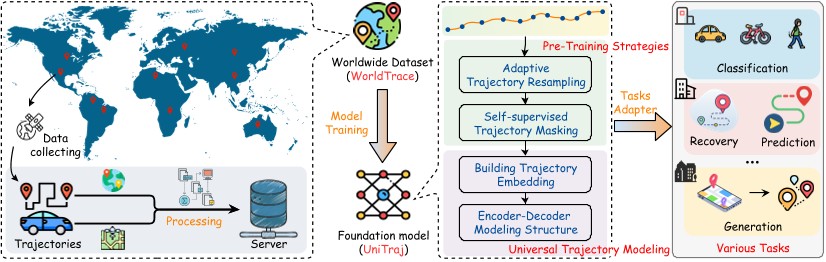 Data
collecting
Trajectories
Processing
Server
Worldwide Dataset
(WorldTrace)
Model
Training
Foundation model
(UniTraj)
Pre-Training Strategies
Adaptive
Trajectory Resampling
Self-supervised
Trajectory Masking
Building Trajectory
Embedding
Encoder-Decoder
Modeling Structure
Universal Trajectory Modeling
Tasks
Adapter
Classification
Recovery
Prediction
...
Generation
Various Tasks